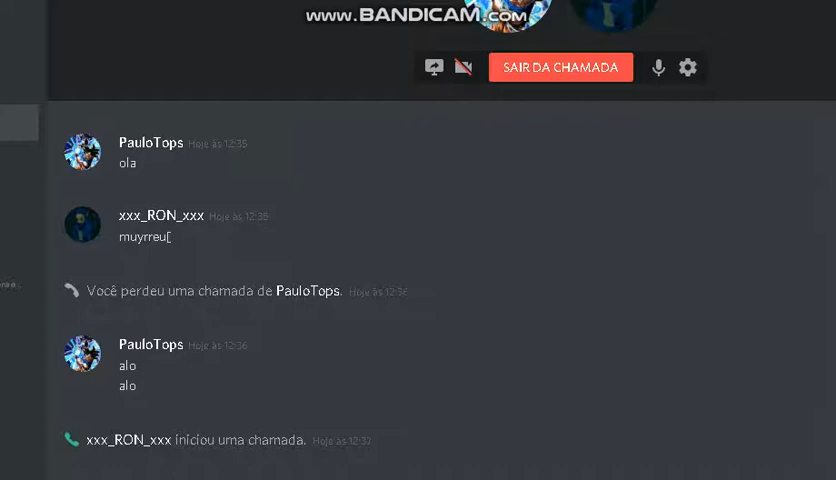 www.BANDICAM.com
SAIR DA CHAMADA
PauloTops Hoje às 12:35
ola
xxx_RON_xxx Hoje às 12:35
muyrreu[
Você perdeu uma chamada de PauloTops. Hoje às 12:36
PauloTops Hoje às 12:36
alo
alo
xxx_RON_xxx iniciou uma chamada. Hoje às 12:37